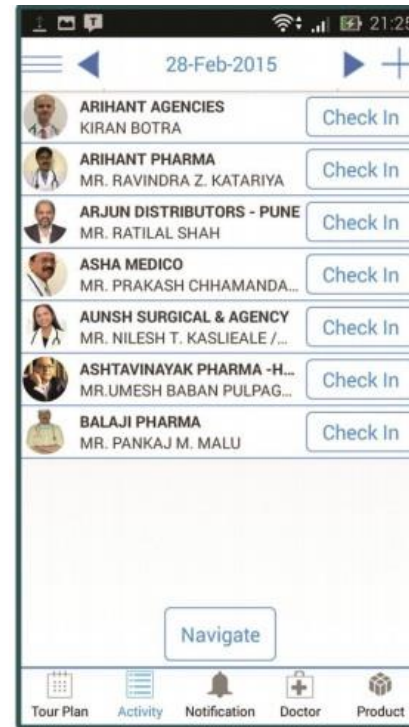 21:25
28-Feb-2015
ARIHANT AGENCIES
KIRAN BOTRA
Check In
ARIHANT PHARMA
MR. RAVINDRA Z. KATARIYA
Check In
ARJUN DISTRIBUTORS - PUNE
MR. RATILAL SHAH
Check In
ASHA MEDICO
MR. PRAKASH CHHAMANDA...
Check In
AUNSH SURGICAL & AGENCY
MR. NILESH T. KASLIEALE /...
Check In
ASHTAVINAYAK PHARMA -H...
MR.UMESH BABAN PULPAG...
Check In
BALAJI PHARMA
MR. PANKAJ M. MALU
Check In
Navigate
Tour Plan Activity Notification Doctor Product